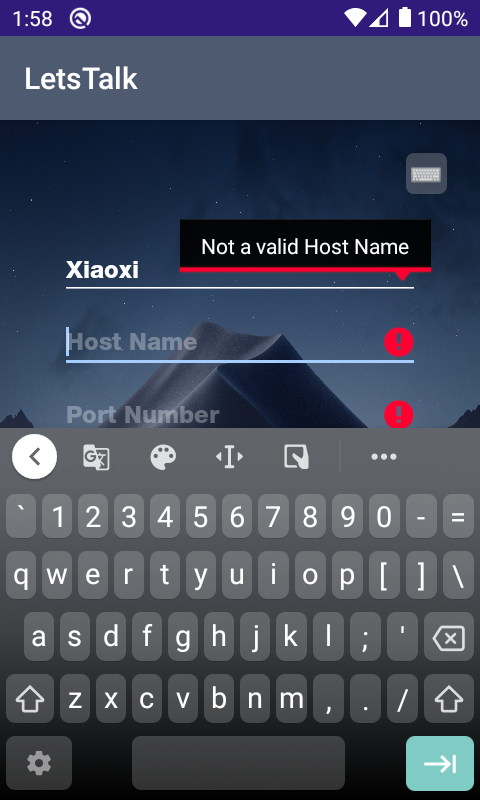 1:58 100%
LetsTalk
Not a valid Host Name
Xiaoxi
Host Name
Port Number
` 1 2 3 4 5 6 7 8 9 0 - =
q w e r t y u i o p [ ] \
a s d f g h j k l ; '
z x c v b n m , . /